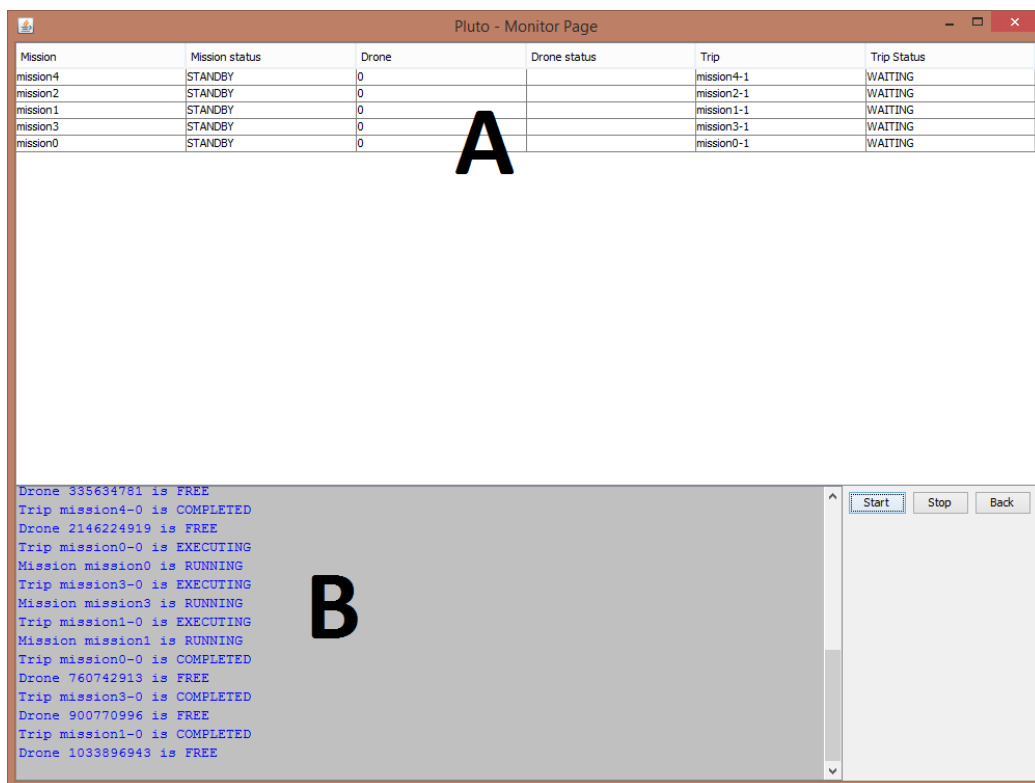 Pluto - Monitor Page
Mission Mission status Drone Drone status Trip Trip Status
mission4 STANDBY 0 mission4-1 WAITING
mission2 STANDBY 0 mission2-1 WAITING
mission1 STANDBY 0 mission1-1 WAITING
mission3 STANDBY 0 mission3-1 WAITING
mission0 STANDBY 0 mission0-1 WAITING
A
Drone 335634781 is FREE
Trip mission4-0 is COMPLETED
Drone 2146224919 is FREE
Trip mission0-0 is EXECUTING
Mission mission0 is RUNNING
Trip mission3-0 is EXECUTING
Mission mission3 is RUNNING
Trip mission1-0 is EXECUTING
Mission mission1 is RUNNING
Trip mission0-0 is COMPLETED
Drone 760742913 is FREE
Trip mission3-0 is COMPLETED
Drone 900770996 is FREE
Trip mission1-0 is COMPLETED
Drone 1033896943 is FREE
B
Start Stop Back